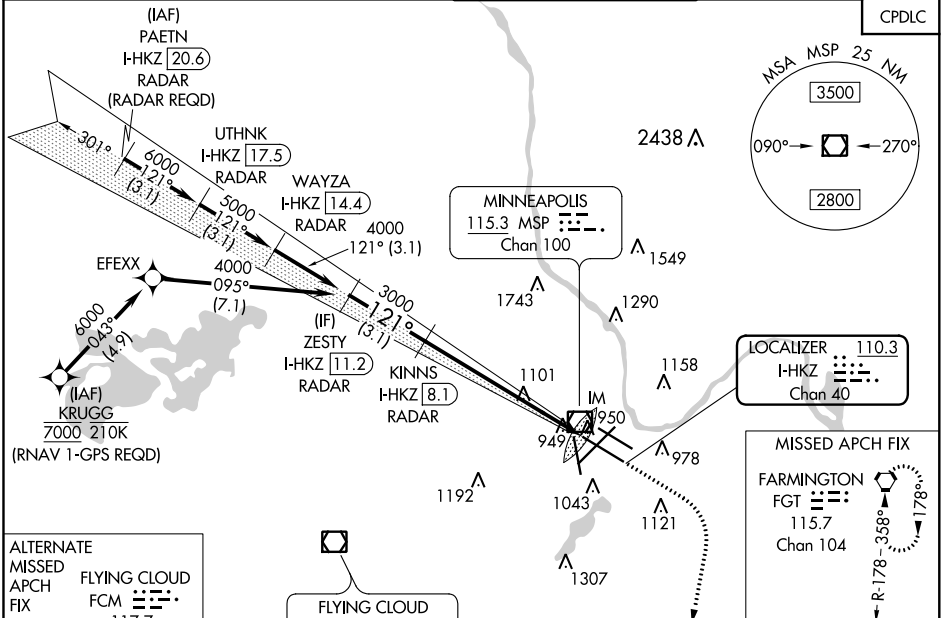 CPDLC
(IAF)
PAETN
I-HKZ 20.6
RADAR
(RADAR REQD)
301°
6000
121°
(3.1)
UTHNK
I-HKZ 17.5
RADAR
5000
121°
(3.1)
WAYZA
I-HKZ 14.4
RADAR
4000
121° (3.1)
EFEXX
4000
095°
(7.1)
6000
043°
(4.9)
(IAF)
KRUGG
7000 210K
(RNAV 1-GPS REQD)
(IF)
ZESTY
I-HKZ 11.2
RADAR
3000
121°
(3.1)
KINNS
I-HKZ 8.1
RADAR
MINNEAPOLIS
115.3 MSP
Chan 100
MSA MSP 25 NM
3500
090°
270°
2800
2438
1549
1743
1290
1158
1101
IM
950
949
978
1192
1043
1121
1307
LOCALIZER 110.3
I-HKZ
Chan 40
MISSED APCH FIX
FARMINGTON
FGT
115.7
Chan 104
178°
R-178
358°
ALTERNATE
MISSED
APCH
FIX
FLYING CLOUD
FCM
FLYING CLOUD